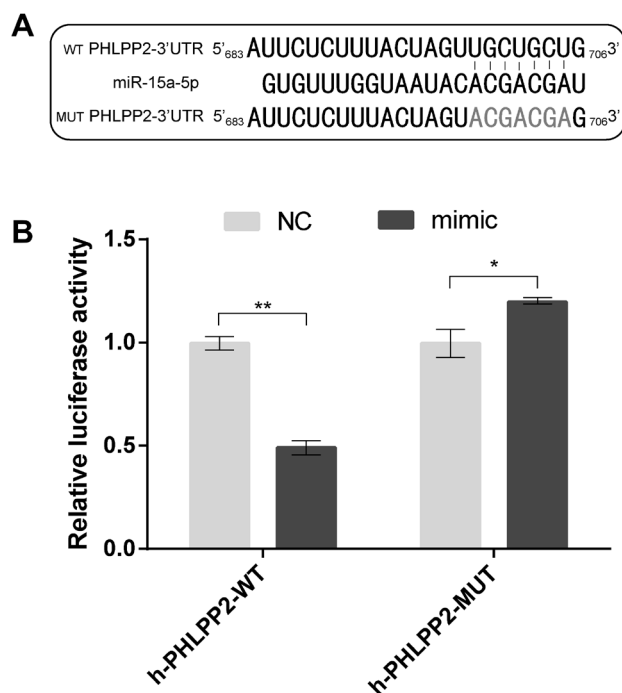 A
WT PHLPP2-3'UTR 5' 683 AUUCUCUUUACUAGUUGCUGCUG 706 3'
miR-15a-5p GUGUUUGGUAAUACACGACGAU
MUT PHLPP2-3'UTR 5' 683 AUUCUCUUUACUAGUACGACGAG 706 3'
B
NC mimic
Relative luciferase activity
1.5
1.0
0.5
0.0
**
*
h-PHLPP2-WT
h-PHLPP2-MUT